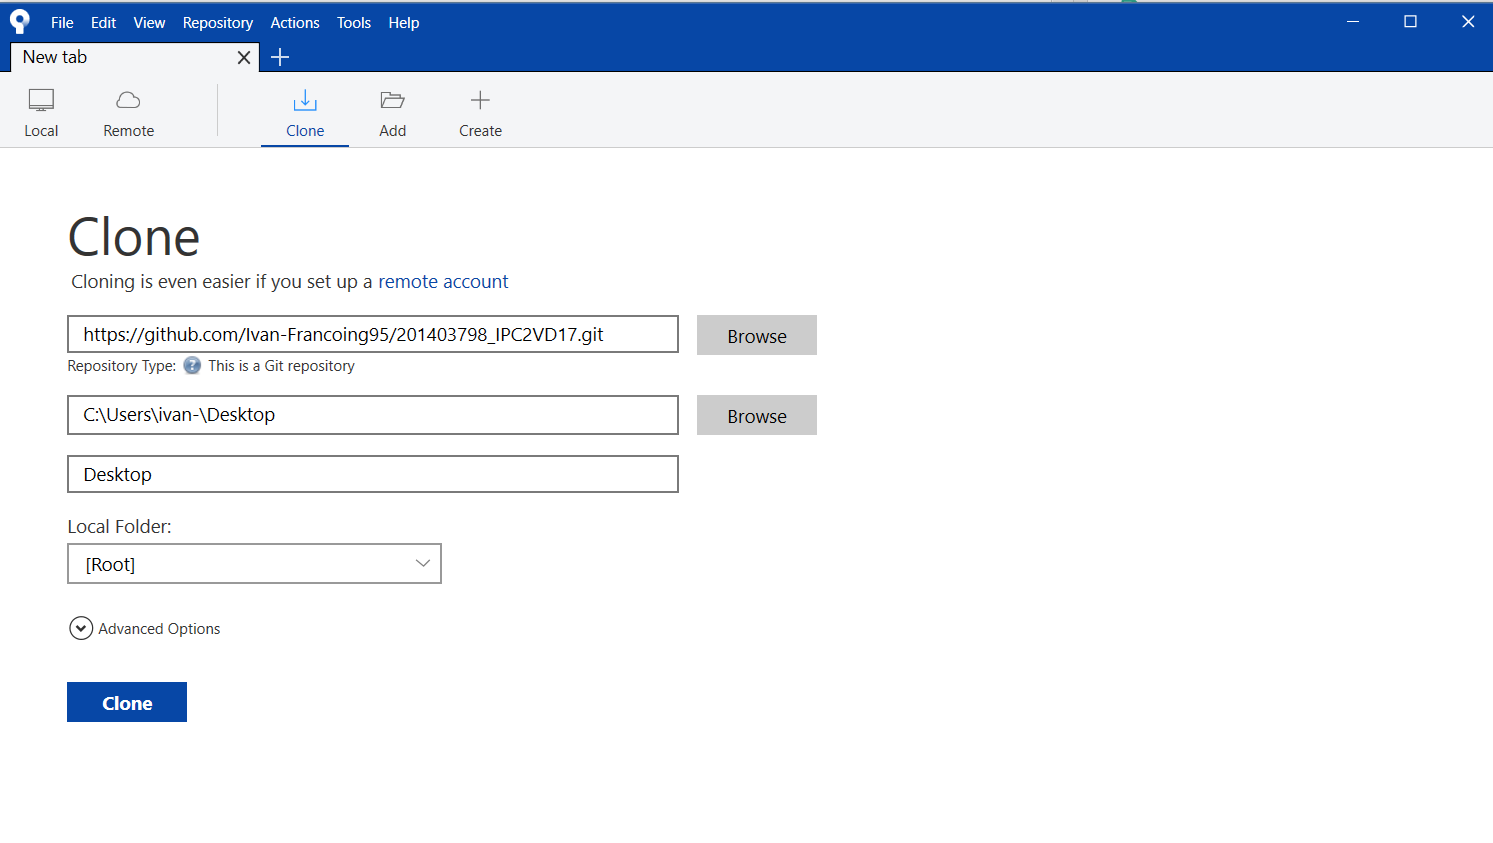 File Edit View Repository Actions Tools Help
New tab
Local Remote Clone Add Create
Clone
Cloning is even easier if you set up a remote account
https://github.com/Ivan-Francoing95/201403798_IPC2VD17.git Browse
Repository Type: ? This is a Git repository
C:\Users\ivan-\Desktop Browse
Desktop
Local Folder:
[Root]
Advanced Options
Clone